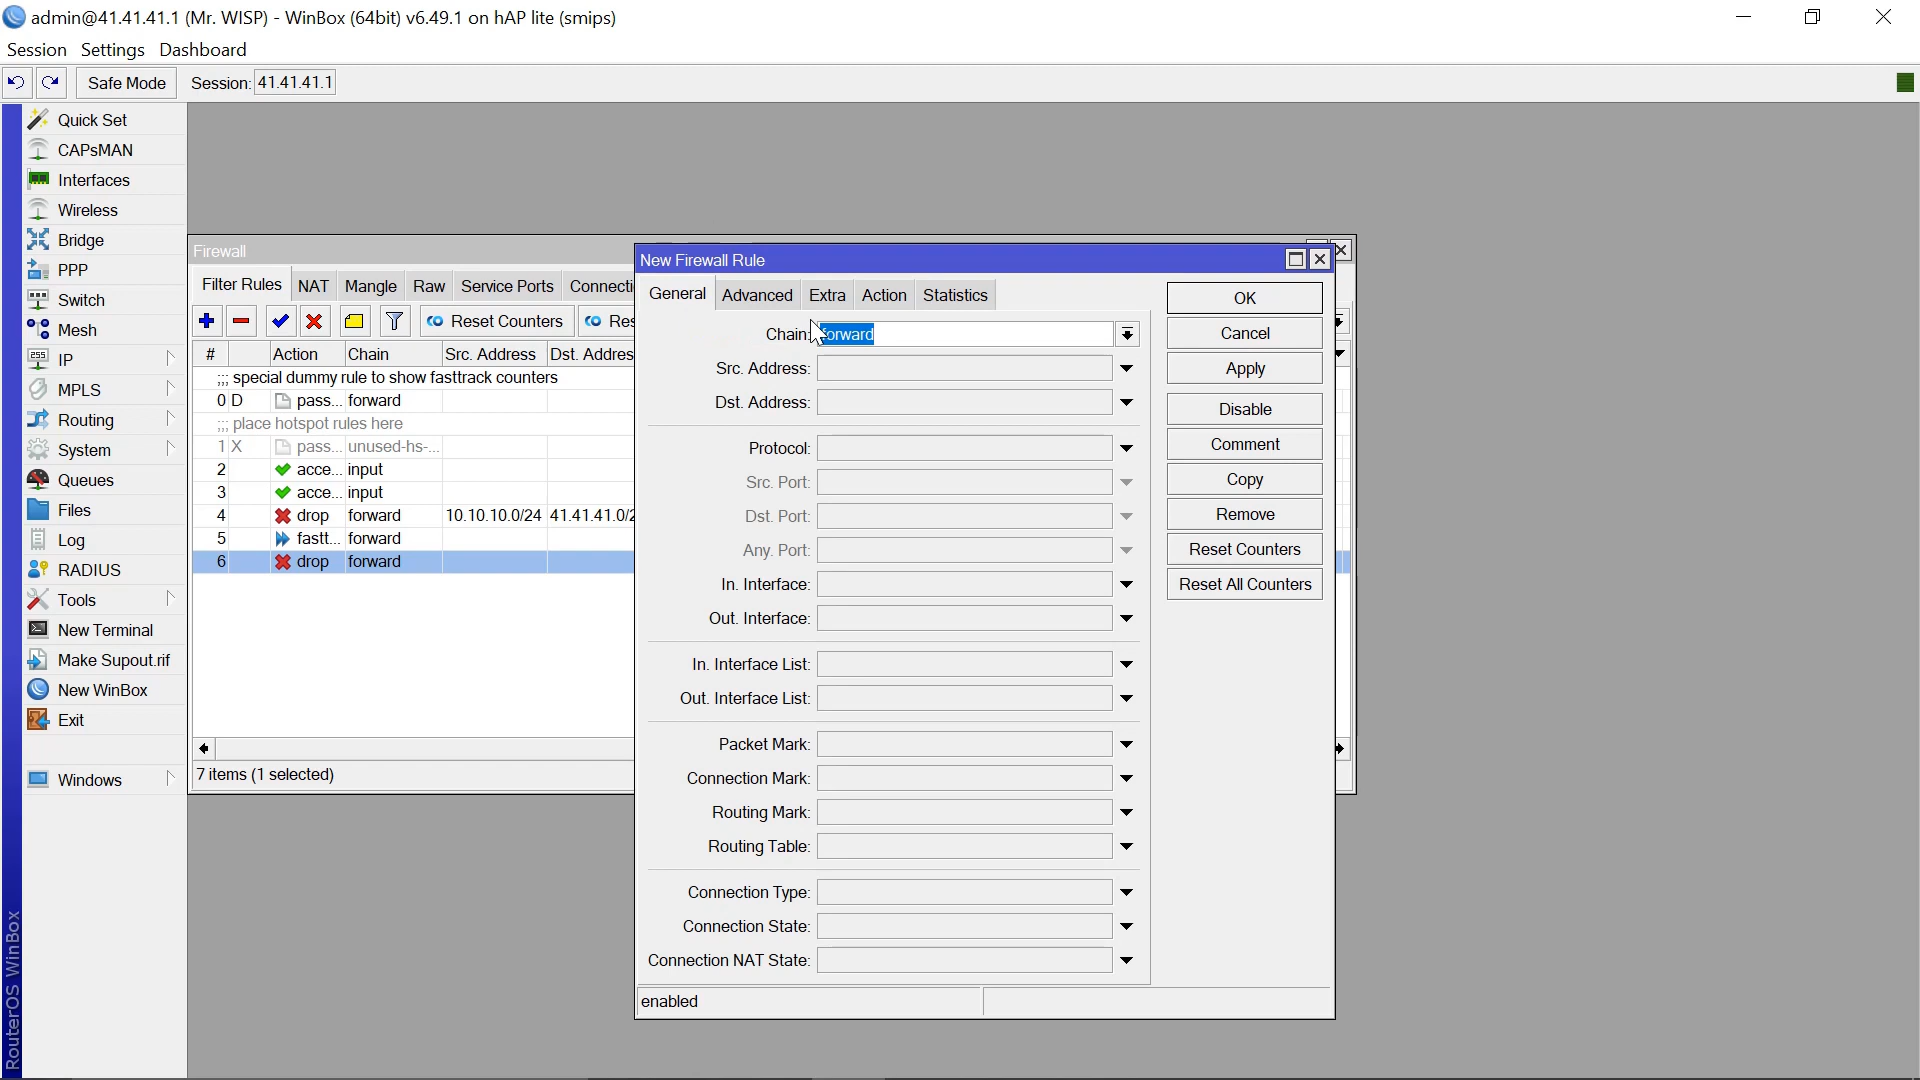 admin@41.41.41.1 (Mr. WISP) - WinBox (64bit) v6.49.1 on hAP lite (smips)
Session Settings Dashboard
Safe Mode Session: 41.41.41.1
Quick Set
CAPsMAN
Interfaces
Wireless
Bridge
PPP
Switch
Mesh
IP
MPLS
Routing
System
Queues
Files
Log
RADIUS
Tools
New Terminal
Make Supout.rif
New WinBox
Exit
Windows
RouterOS WinBox
Firewall
Filter Rules NAT Mangle Raw Service Ports Connecti
Reset Counters Res
# Action Chain Src. Address Dst. Addres
;;; special dummy rule to show fasttrack counters
0 D pass... forward
;;; place hotspot rules here
1 X pass... unused-hs-...
2 acce... input
3 acce... input
4 drop forward 10.10.10.0/24 41.41.41.0/2
5 fastt... forward
6 drop forward
7 items (1 selected)
New Firewall Rule
General Advanced Extra Action Statistics
Chain: forward
Src. Address:
Dst. Address:
Protocol:
Src. Port:
Dst. Port:
Any. Port:
In. Interface:
Out. Interface:
In. Interface List:
Out. Interface List:
Packet Mark:
Connection Mark:
Routing Mark:
Routing Table:
Connection Type:
Connection State:
Connection NAT State:
enabled
OK
Cancel
Apply
Disable
Comment
Copy
Remove
Reset Counters
Reset All Counters